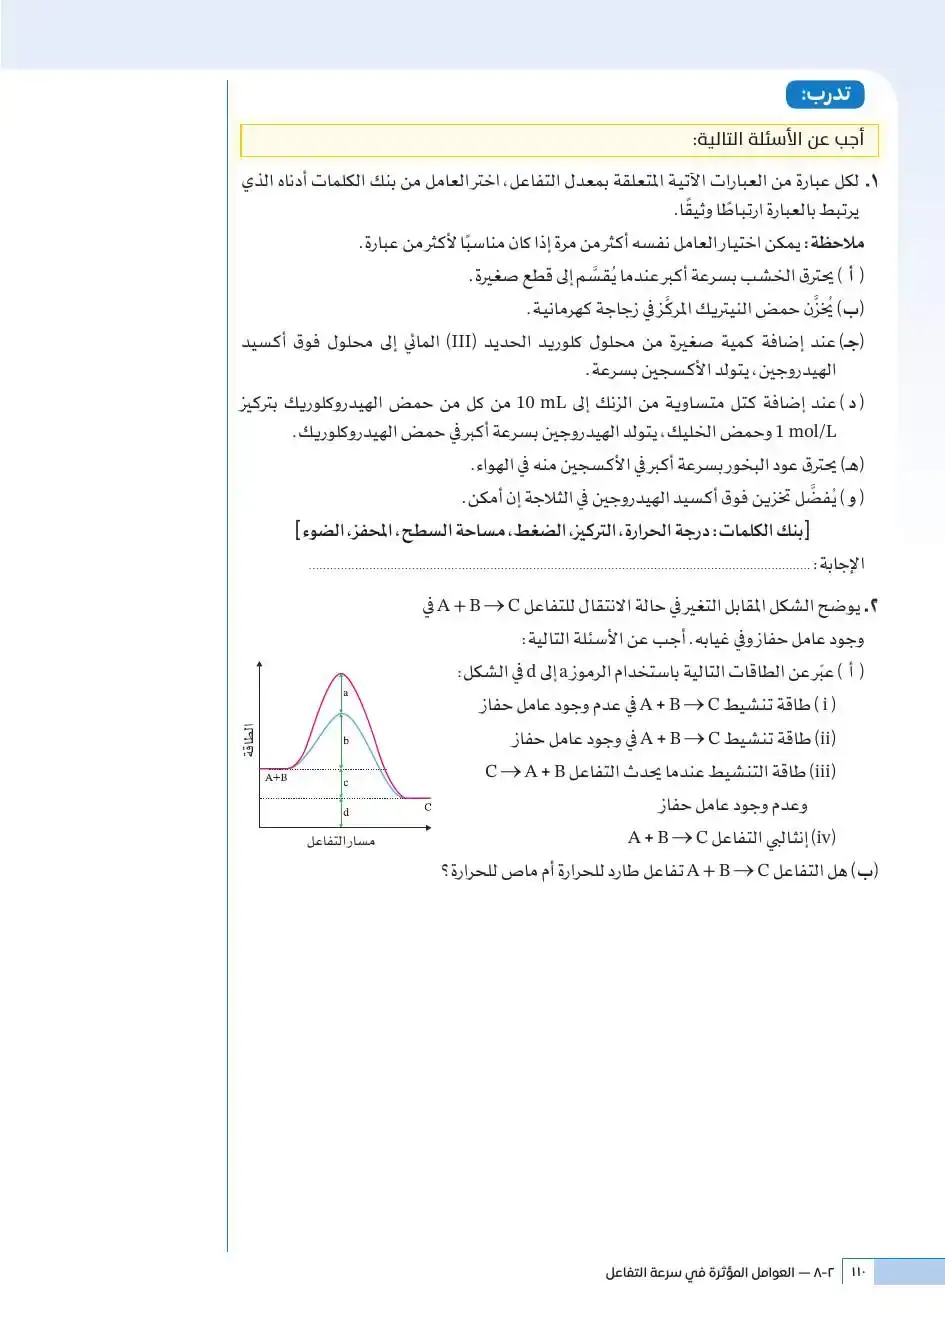 تدرب:
أجب عن الأسئلة التالية:
١. لكل عبارة من العبارات الآتية المتعلقة بمعدل التفاعل، اختر العامل من بنك الكلمات أدناه الذي
يرتبط بالعبارة ارتباطًا وثيقًا.
ملاحظة: يمكن اختيار العامل نفسه أكثر من مرة إذا كان مناسبًا لأكثر من عبارة.
( أ ) يحترق الخشب بسرعة أكبر عندما يُقسَّم إلى قطع صغيرة.
(ب) يُخزَّن حمض النيتريك المركَّز في زجاجة كهرمانية.
(جـ) عند إضافة كمية صغيرة من محلول كلوريد الحديد (III) المائي إلى محلول فوق أكسيد
الهيدروجين، يتولد الأكسجين بسرعة.
( د ) عند إضافة كتل متساوية من الزنك إلى 10 mL من كل من حمض الهيدروكلوريك بتركيز
1 mol/L وحمض الخليك، يتولد الهيدروجين بسرعة أكبر في حمض الهيدروكلوريك.
(هـ) يحترق عود البخور بسرعة أكبر في الأكسجين منه في الهواء.
( و ) يُفضَّل تخزين فوق أكسيد الهيدروجين في الثلاجة إن أمكن.
[بنك الكلمات: درجة الحرارة، التركيز، الضغط، مساحة السطح، المحفز، الضوء]
الإجابة: ........................................................
٢. يوضح الشكل المقابل التغير في حالة الانتقال للتفاعل A + B → C في
وجود عامل حفاز وفي غيابه. أجب عن الأسئلة التالية:
( أ ) عبّر عن الطاقات التالية باستخدام الرموز a إلى d في الشكل:
( i ) طاقة تنشيط A + B → C في عدم وجود عامل حفاز
(ii) طاقة تنشيط A + B → C في وجود عامل حفاز
(iii) طاقة التنشيط عندما يحدث التفاعل C → A + B
وعدم وجود عامل حفاز
(iv) إنثالبي التفاعل A + B → C
الطاقة
a
b
A+B
c
C
d
مسار التفاعل
(ب) هل التفاعل A + B → C تفاعل طارد للحرارة أم ماص للحرارة؟
١١٠ ٢-٨ — العوامل المؤثرة في سرعة التفاعل